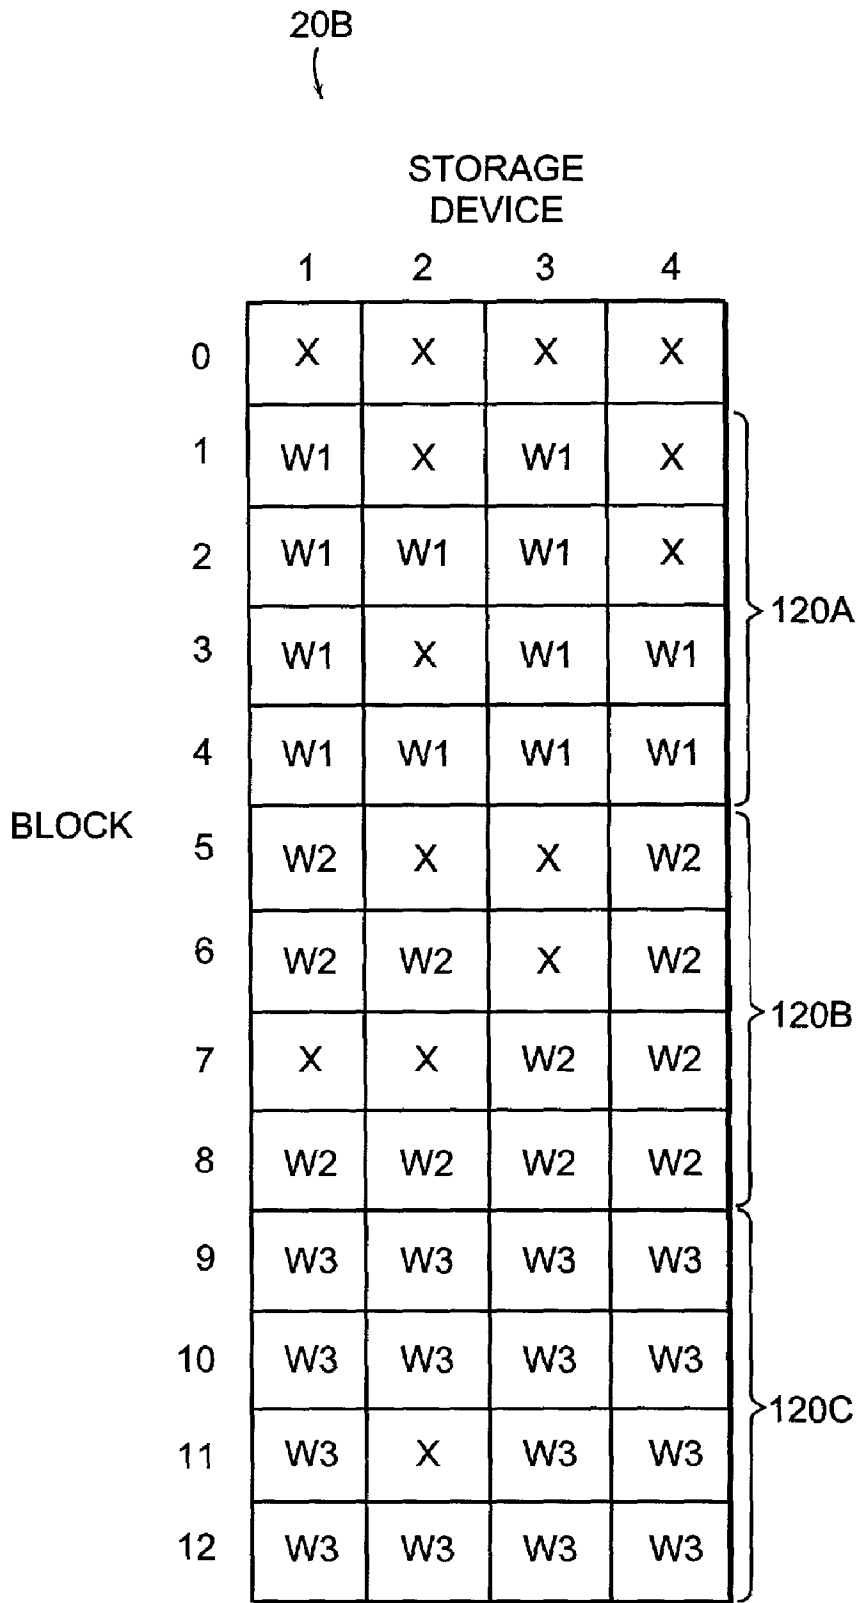 20B
STORAGE
DEVICE
1 2 3 4
0 X X X X
1 W1 X W1 X
2 W1 W1 W1 X
120A
3 W1 X W1 W1
4 W1 W1 W1 W1
BLOCK
5 W2 X X W2
6 W2 W2 X W2
120B
7 X X W2 W2
8 W2 W2 W2 W2
9 W3 W3 W3 W3
10 W3 W3 W3 W3
120C
11 W3 X W3 W3
12 W3 W3 W3 W3